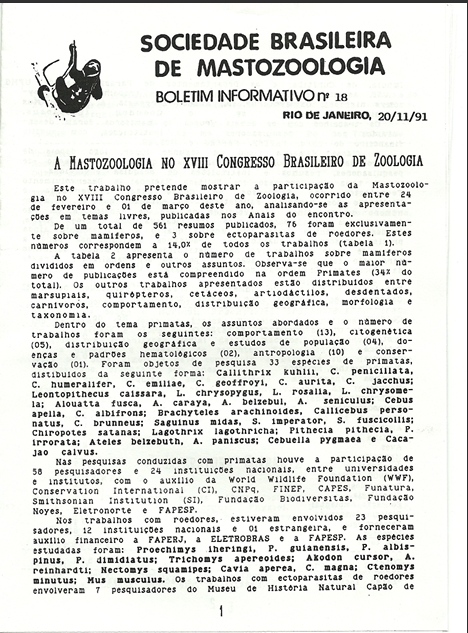 SOCIEDADE BRASILEIRA
DE MASTOZOOLOGIA
BOLETIM INFORMATIVO nº 18
RIO DE JANEIRO, 20/11/91
A MASTOZOOLOGIA NO XVIII CONGRESSO BRASILEIRO DE ZOOLOGIA
Este trabalho pretende mostrar a participação da Mastozoolo-
gia no XVIII Congresso Brasileiro de Zoologia, ocorrido entre 24
de fevereiro e 01 de março deste ano, analisando-se as apresenta-
ções em temas livres, publicadas nos Anais do encontro.
De um total de 561 resumos publicados, 76 foram exclusivamen-
te sobre mamíferos, e 3 sobre ectoparasitas de roedores. Estes
números correspondem a 14,0% de todos os trabalhos (tabela 1).
A tabela 2 apresenta o número de trabalhos sobre mamíferos
divididos em ordens e outros assuntos. Observa-se que o maior nú-
mero de publicações está compreendido na ordem Primates (34% do
total). Os outros trabalhos apresentados estão distribuídos entre
marsupiais, quirópteros, cetáceos, artiodáctilos, desdentados,
carnívoros, comportamento, distribuição geográfica, morfologia e
taxonomia.
Dentro do tema primatas, os assuntos abordados e o número de
trabalhos foram os seguintes: comportamento (13), citogenética
(05), distribuição geográfica e estudos de população (04), do-
enças e padrões hematológicos (02), antropologia (10) e conser-
vação (01). Foram objetos de pesquisa 33 espécies de primatas,
distibuídos da seguinte forma: Callithrix kuhlii, C. penicillata,
C. humeralifer, C. emiliae, C. geoffroyi, C. aurita, C. jacchus;
Leontopithecus caissara, L. chrysopygus, L. rosalia, L. chrysome-
la; Alouatta fusca, A. caraya, A. belzebul, A. seniculus; Cebus
apella, C. albifrons; Brachyteles arachinoides, Callicebus perso-
natus, C. brunneus; Saguinus midas, S. imperator, S. fuscicollis;
Chiropotes satanas; Lagothrix lagothricha; Pithecia pithecia, P.
irrorata; Ateles belzebuth, A. paniscus; Cebuella pygmaea e Caca-
jao calvus.
Nas pesquisas conduzidas com primatas houve a participação de
58 pesquisadores e 24 instituições nacionais, entre universidades
e institutos, com o auxílio da World Wildlife Foundation (WWF),
Conservation International (CI), CNPq, FINEP, CAPES, Funatura,
Smithsonian Institution (SI), Fundação Biodiversitas, Fundação
Noyes, Eletronorte e FAPESP.
Nos trabalhos com roedores, estiveram envolvidos 23 pesqui-
sadores, 12 instituições nacionais e 01 estrangeira, e forneceram
auxílio financeiro a FAPERJ, a ELETROBRAS e a FAPESP. As espécies
estudadas foram: Proechimys iheringi, P. guianensis, P. albis-
pinus, P. dimidiatus; Trichomys apereoides; Akodon cursor, A.
reinhardti; Nectomys squamipes; Cavia aperea, C. magna; Ctenomys
minutus; Mus musculus. Os trabalhos com ectoparasitas de roedores
envolveram 7 pesquisadores do Museu de História Natural Capão de
1